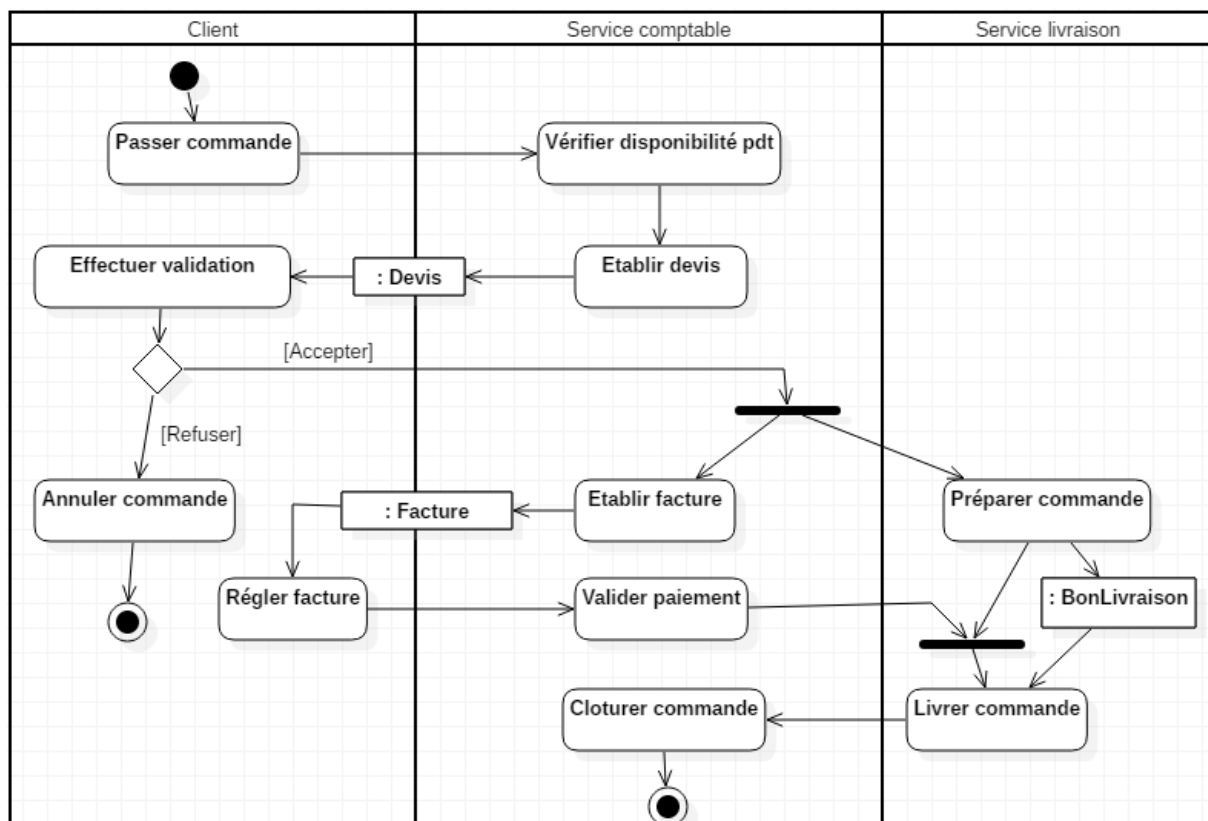 Client
Service comptable
Service livraison
Passer commande
Vérifier disponibilité pdt
Effectuer validation
: Devis
Etablir devis
[Accepter]
[Refuser]
Annuler commande
: Facture
Etablir facture
Préparer commande
Régler facture
Valider paiement
: BonLivraison
Cloturer commande
Livrer commande